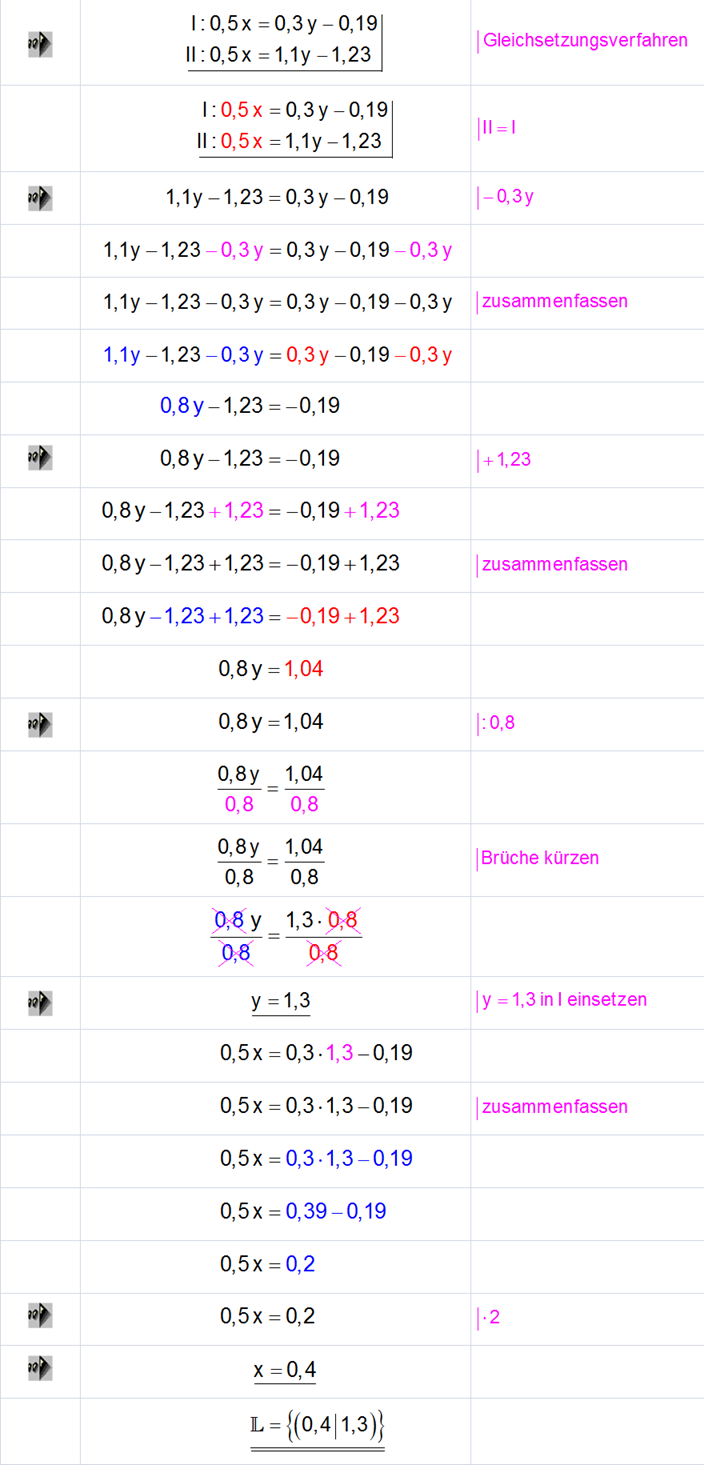 I : 0,5 x = 0,3 y − 0,19
II : 0,5 x = 1,1y − 1,23
|Gleichsetzungsverfahren
I : 0,5 x = 0,3 y − 0,19
II : 0,5 x = 1,1y − 1,23
|II = I
1,1y − 1,23 = 0,3 y − 0,19 |− 0,3 y
1,1y − 1,23 − 0,3 y = 0,3 y − 0,19 − 0,3 y
1,1y − 1,23 − 0,3 y = 0,3 y − 0,19 − 0,3 y |zusammenfassen
1,1y − 1,23 − 0,3 y = 0,3 y − 0,19 − 0,3 y
0,8 y − 1,23 = −0,19
0,8 y − 1,23 = −0,19 |+ 1,23
0,8 y − 1,23 + 1,23 = −0,19 + 1,23
0,8 y − 1,23 + 1,23 = −0,19 + 1,23 |zusammenfassen
0,8 y − 1,23 + 1,23 = −0,19 + 1,23
0,8 y = 1,04
0,8 y = 1,04 |: 0,8
0,8 y / 0,8 = 1,04 / 0,8
0,8 y / 0,8 = 1,04 / 0,8 |Brüche kürzen
0,8 y / 0,8 = 1,3 · 0,8 / 0,8
y = 1,3 |y = 1,3 in I einsetzen
0,5 x = 0,3 · 1,3 − 0,19
0,5 x = 0,3 · 1,3 − 0,19 |zusammenfassen
0,5 x = 0,3 · 1,3 − 0,19
0,5 x = 0,39 − 0,19
0,5 x = 0,2
0,5 x = 0,2 |· 2
x = 0,4
𝕃 = {(0,4|1,3)}